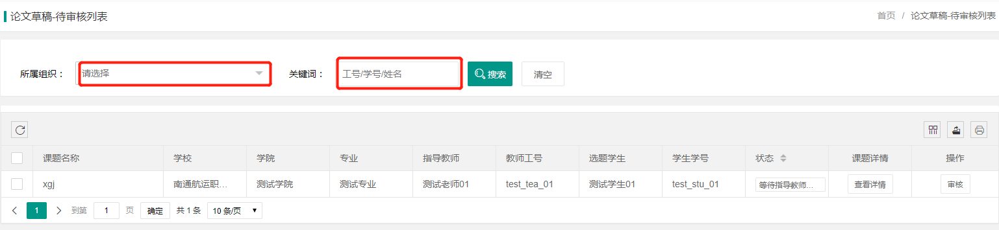 论文草稿-待审核列表 首页 / 论文草稿-待审核列表
所属组织： 请选择 关键词： 工号/学号/姓名 搜索 清空
课题名称 学校 学院 专业 指导教师 教师工号 选题学生 学生学号 状态 课题详情 操作
xgj 南通航运职... 测试学院 测试专业 测试老师01 test_tea_01 测试学生01 test_stu_01 等待指导教师... 查看详情 审核
1 到第 1 页 确定 共 1 条 10 条/页